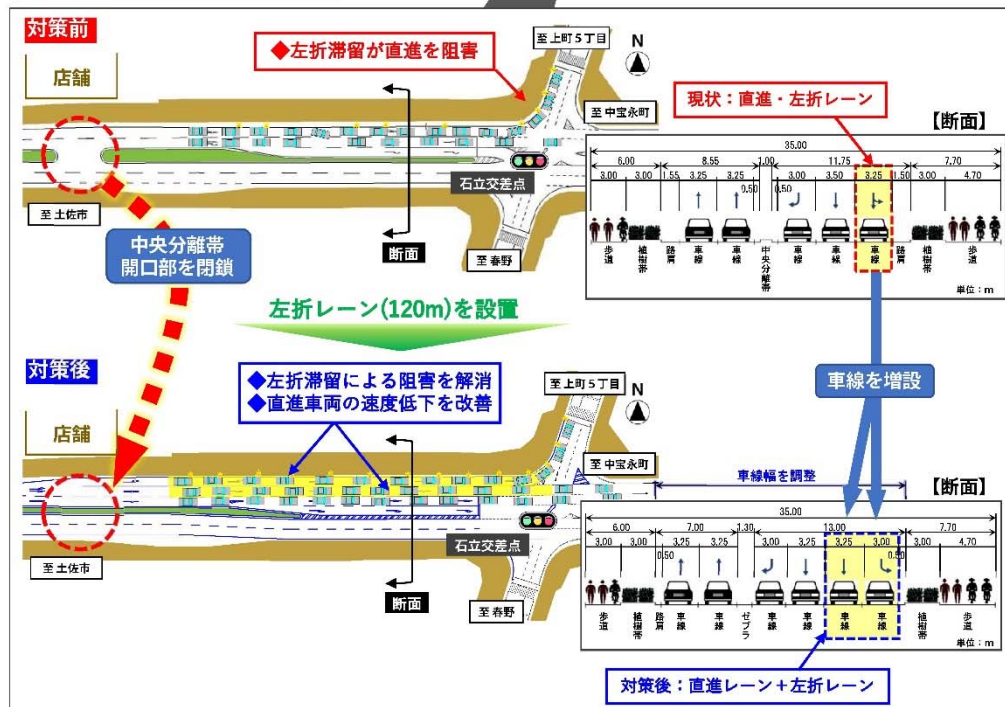 対策前
店舗
◆左折滞留が直進を阻害
至 上町5丁目
N
至 中宝永町
石立交差点
至 土佐市
断面
至 春野
中央分離帯
開口部を閉鎖
現状：直進・左折レーン
【断面】
35.00
6.00 8.55 1.00 11.75 7.70
3.00 3.00 1.55 3.25 3.25 0.50 0.50 3.00 3.50 3.25 1.50 3.00 4.70
歩道 植樹帯 路肩 車線 車線 中央分離帯 車線 車線 車線 路肩 植樹帯 歩道
単位：m
左折レーン(120m)を設置
車線を増設
対策後
店舗
◆左折滞留による阻害を解消
◆直進車両の速度低下を改善
至 上町5丁目
N
至 中宝永町
石立交差点
至 土佐市
断面
至 春野
車線幅を調整
【断面】
35.00
6.00 7.00 1.30 13.00 7.70
3.00 3.00 0.50 3.25 3.25 3.00 3.25 3.25 3.00 0.50 3.00 4.70
歩道 植樹帯 路肩 車線 車線 ゼブラ 車線 車線 車線 車線 植樹帯 歩道
単位：m
対策後：直進レーン＋左折レーン